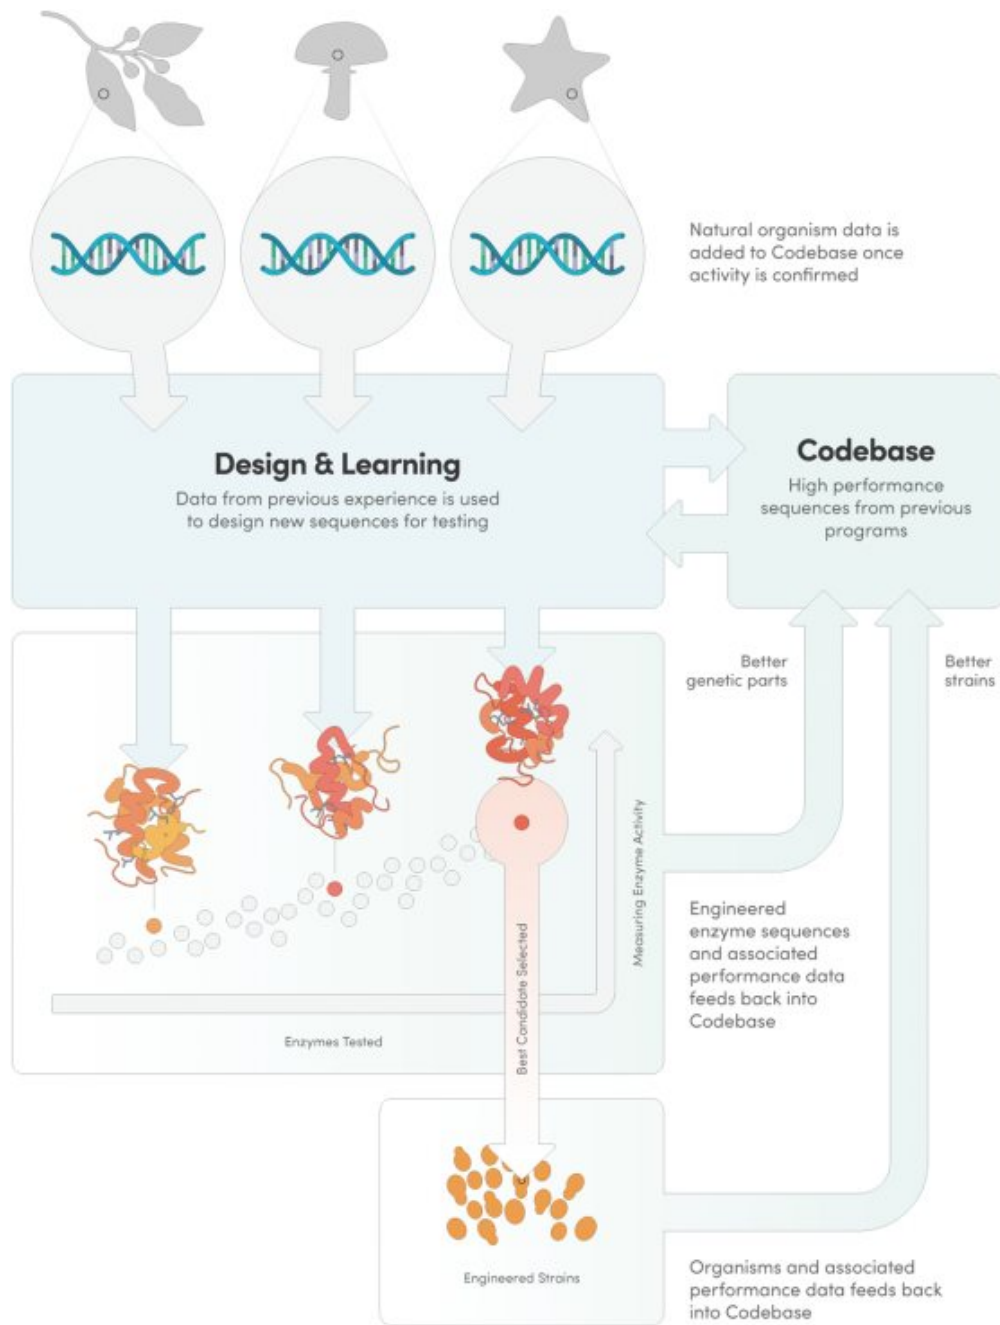 Natural organism data is
added to Codebase once
activity is confirmed
Design & Learning
Data from previous experience is used
to design new sequences for testing
Codebase
High performance
sequences from previous
programs
Better
genetic parts
Better
strains
Measuring Enzyme Activity
Engineered
enzyme sequences
and associated
performance data
feeds back into
Codebase
Best Candidate Selected
Enzymes Tested
Engineered Strains
Organisms and associated
performance data feeds back
into Codebase